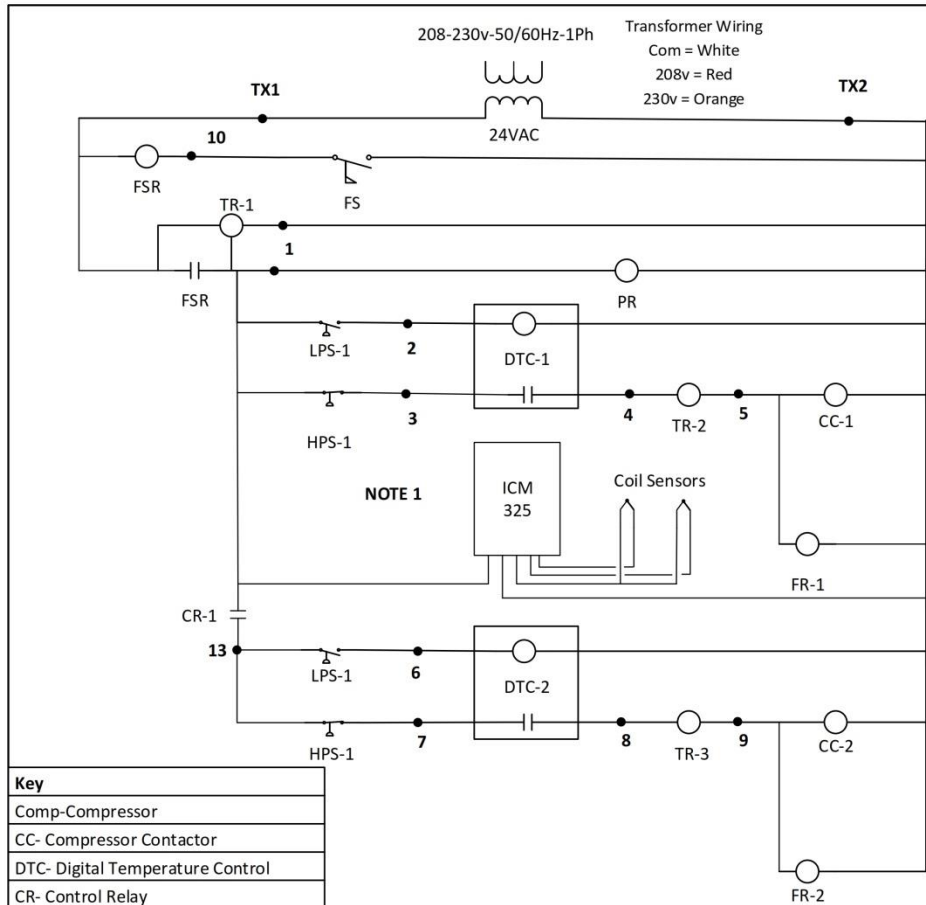 208-230v-50/60Hz-1Ph
Transformer Wiring
Com = White
208v = Red
230v = Orange
TX1
TX2
24VAC
10
FSR
FS
TR-1
1
FSR
PR
LPS-1
2
DTC-1
HPS-1
3
4
TR-2
5
CC-1
NOTE 1
ICM
325
Coil Sensors
FR-1
CR-1
13
LPS-1
6
DTC-2
HPS-1
7
8
TR-3
9
CC-2
FR-2
Key
Comp-Compressor
CC- Compressor Contactor
DTC- Digital Temperature Control
CR- Control Relay